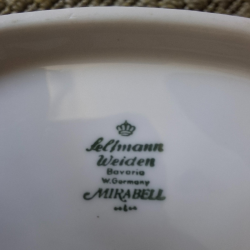 Seltmann
Weiden
Bavaria
W. Germany
MIRABELL